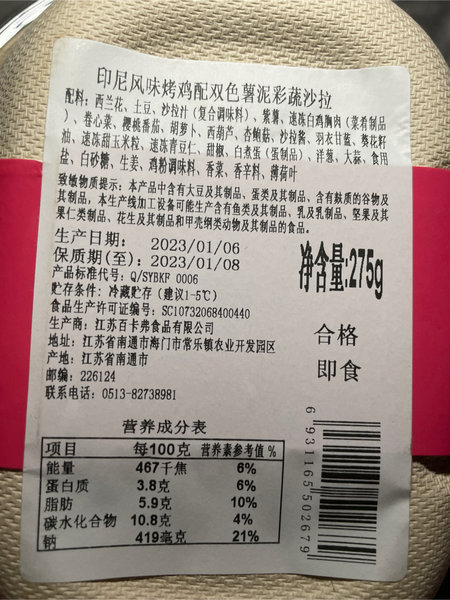 印尼风味烤鸡配双色薯泥彩蔬沙拉
配料：西兰花、土豆、沙拉汁（复合调味料）、紫薯、速冻白鸡胸肉（菜肴制品
）、卷心菜、樱桃番茄、胡萝卜、西葫芦、杏鲍菇、沙拉酱、羽衣甘蓝、葵花籽
油、速冻甜玉米粒、速冻青豆仁、甜椒、白煮蛋（蛋制品）、洋葱、大蒜、食用
盐、白砂糖、生姜、鸡粉调味料、香菜、香辛料、薄荷叶
致敏物质提示：本产品中含有大豆及其制品、蛋类及其制品、含有麸质的谷物及
其制品，本生产线加工设备可能生产含有鱼类及其制品、乳及乳制品、坚果及其
果仁类制品、花生及其制品和甲壳纲类动物及其制品的食品。
生产日期： 2023/01/06
保质期(至)： 2023/01/08
产品标准代号：Q/SYBKP 0006
贮存条件：冷藏贮存（建议1-5℃）
食品生产许可证编号：SC10732068400440
生产商：江苏百卡弗食品有限公司
地址：江苏省南通市海门市常乐镇农业开发园区
产地：江苏省南通市
邮编：226124
联系电话：0513-82738981
净含量:275g
合格
即食
营养成分表
项目 每100克 营养素参考值 %
能量 467千焦 6%
蛋白质 3.8克 6%
脂肪 5.9克 10%
碳水化合物 10.8克 4%
钠 419毫克 21%
6931165502679